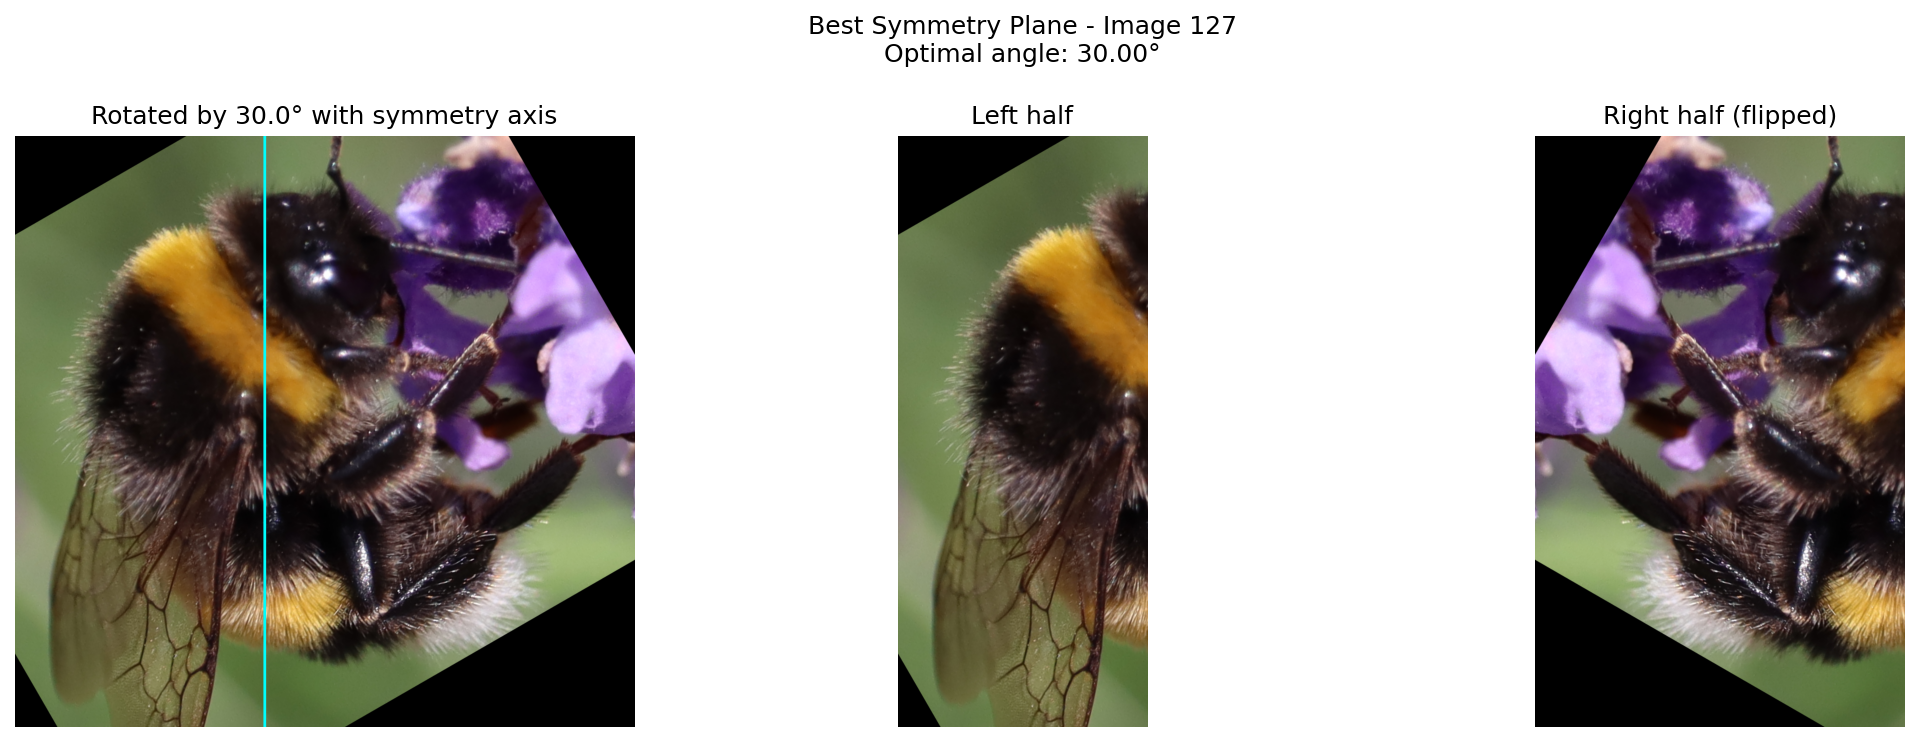 Best Symmetry Plane - Image 127
Optimal angle: 30.00°
Rotated by 30.0° with symmetry axis
Left half
Right half (flipped)